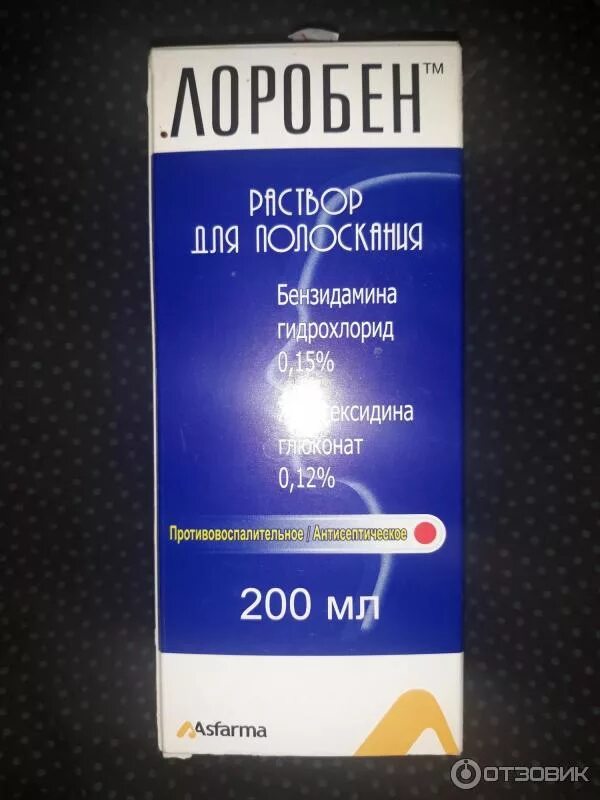 ЛОРОБЕН™
РАСТВОР
ДЛЯ ПОЛОСКАНИЯ
Бензидамина
гидрохлорид
0,15%
глюконат
0,12%
Противовоспалительное / Антисептическое
200 мл
Asfarma
ОТЗОВИК